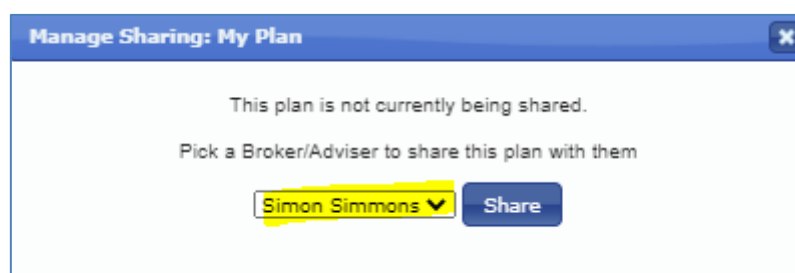 Manage Sharing: My Plan
This plan is not currently being shared.
Pick a Broker/Adviser to share this plan with them
Simon Simmons Share